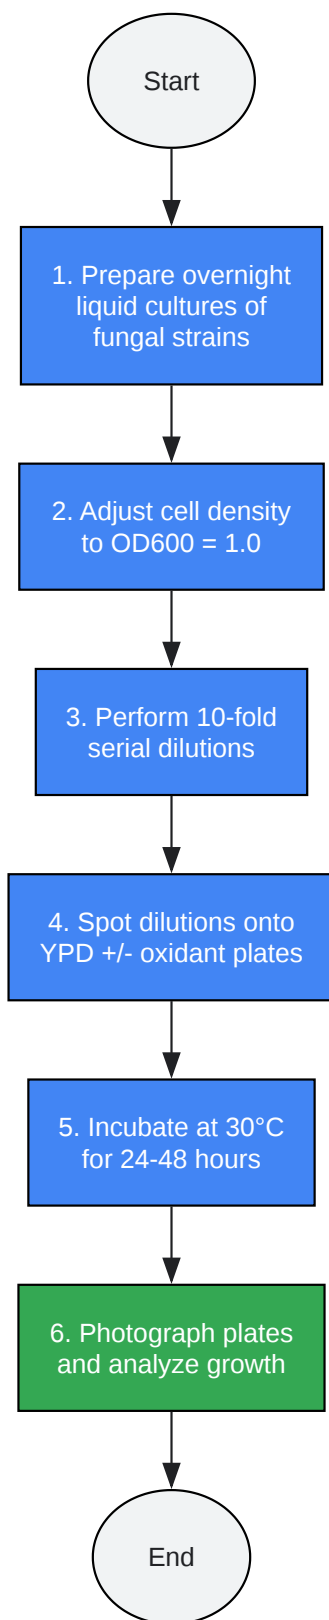 Start
1. Prepare overnight
liquid cultures of
fungal strains
2. Adjust cell density
to OD600 = 1.0
3. Perform 10-fold
serial dilutions
4. Spot dilutions onto
YPD +/- oxidant plates
5. Incubate at 30°C
for 24-48 hours
6. Photograph plates
and analyze growth
End